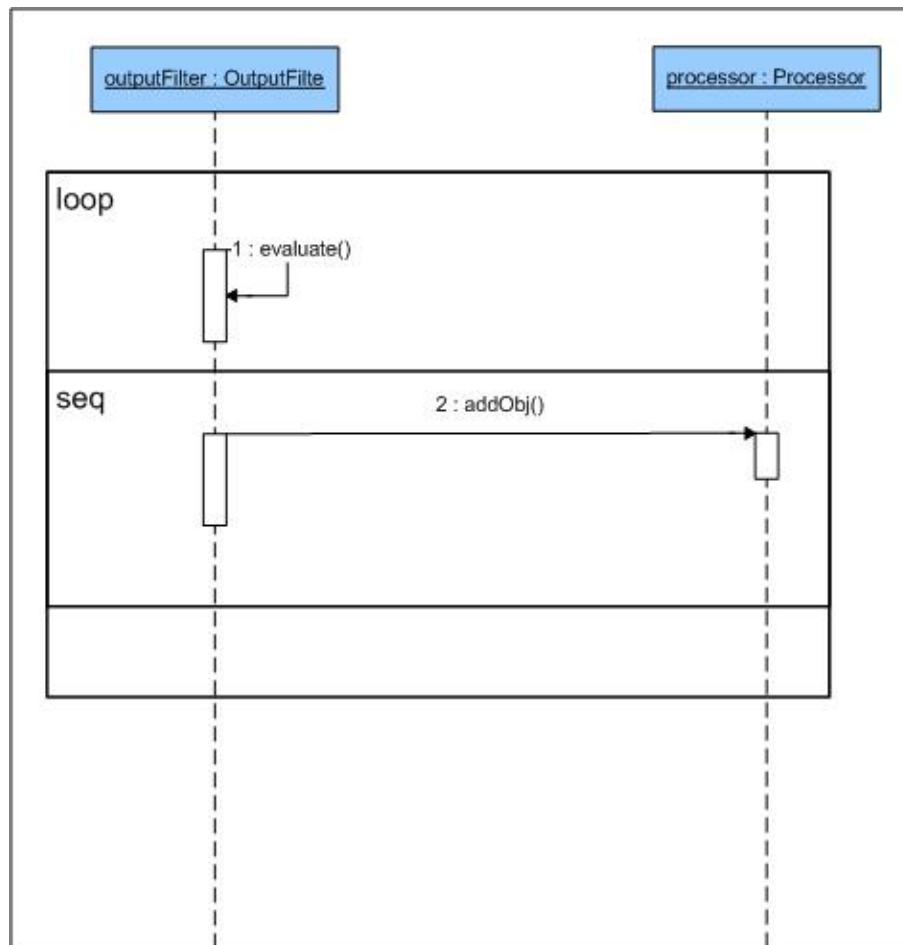 outputFilter : OutputFilte
processor : Processor
loop
1 : evaluate()
seq
2 : addObj()